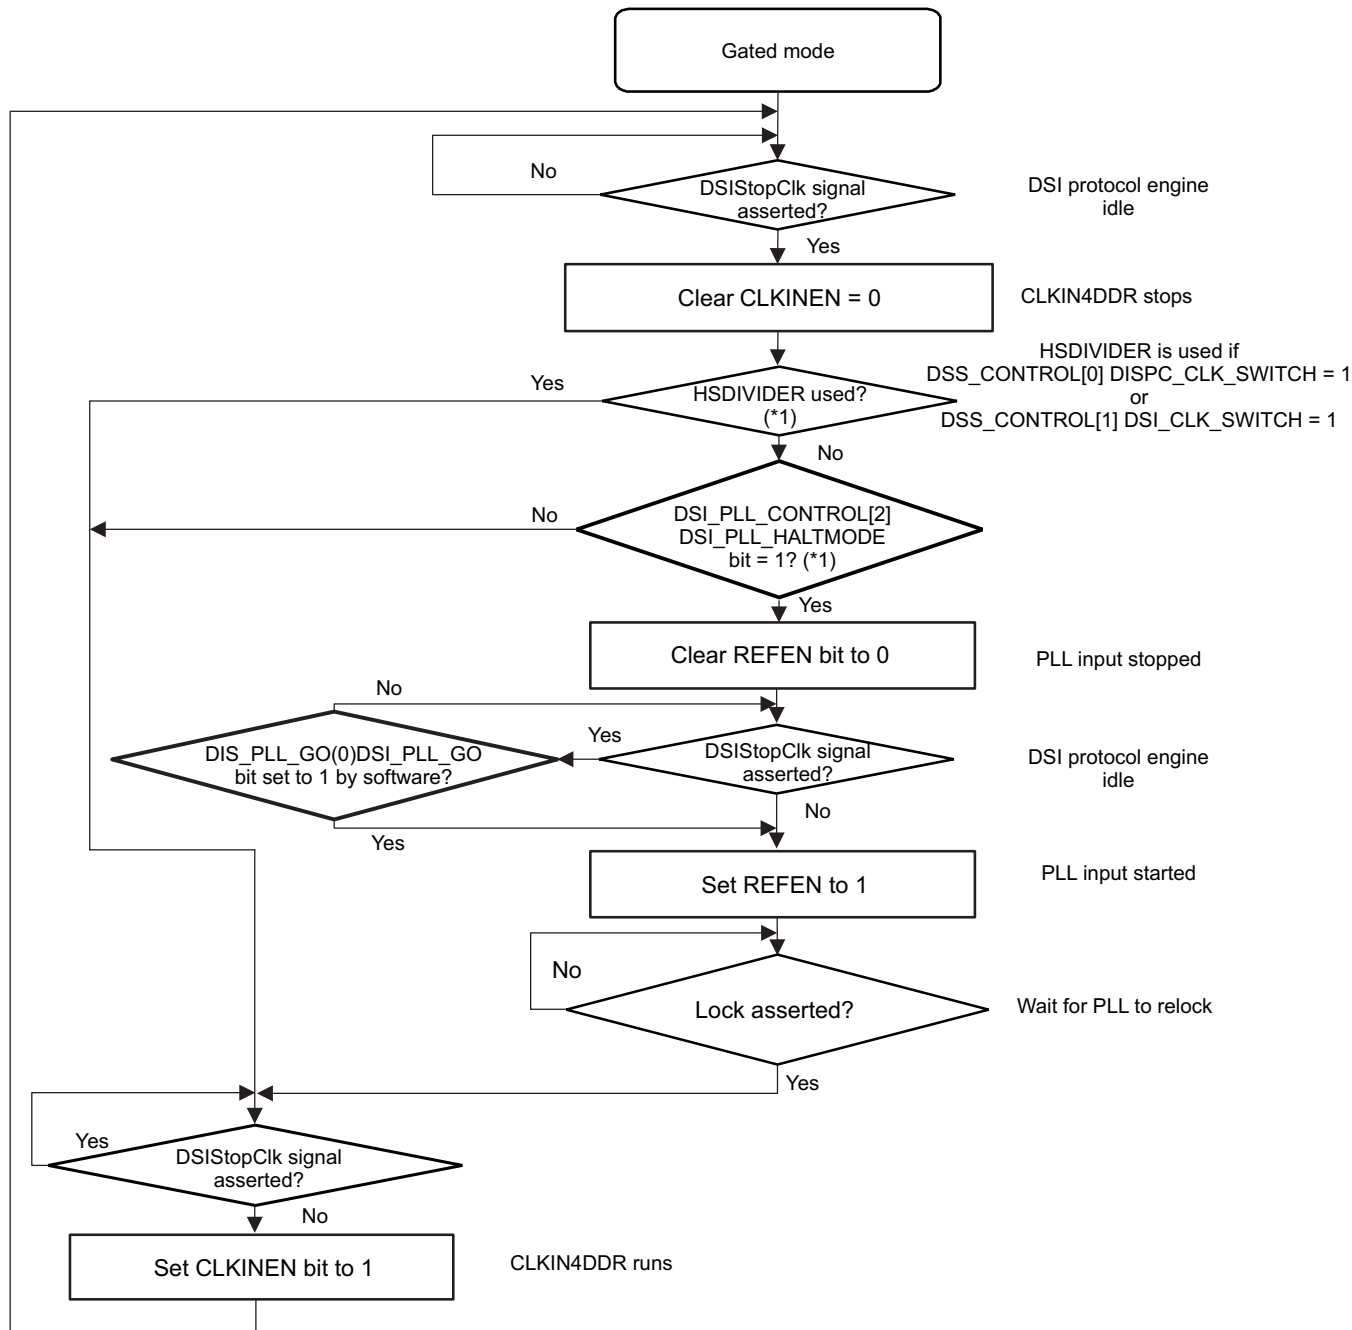 Gated mode
No
DSIStopClk signal
asserted?
DSI protocol engine
idle
Yes
Clear CLKINEN = 0
CLKIN4DDR stops
HSDIVIDER is used if
DSS_CONTROL[0] DISPC_CLK_SWITCH = 1
or
DSS_CONTROL[1] DSI_CLK_SWITCH = 1
Yes
HSDIVIDER used?
(*1)
No
No
DSI_PLL_CONTROL[2]
DSI_PLL_HALTMODE
bit = 1? (*1)
Yes
Clear REFEN bit to 0
PLL input stopped
No
DIS_PLL_GO(0)DSI_PLL_GO
bit set to 1 by software?
Yes
DSIStopClk signal
asserted?
DSI protocol engine
idle
No
Yes
Set REFEN to 1
PLL input started
No
Lock asserted?
Wait for PLL to relock
Yes
Yes
DSIStopClk signal
asserted?
No
Set CLKINEN bit to 1
CLKIN4DDR runs